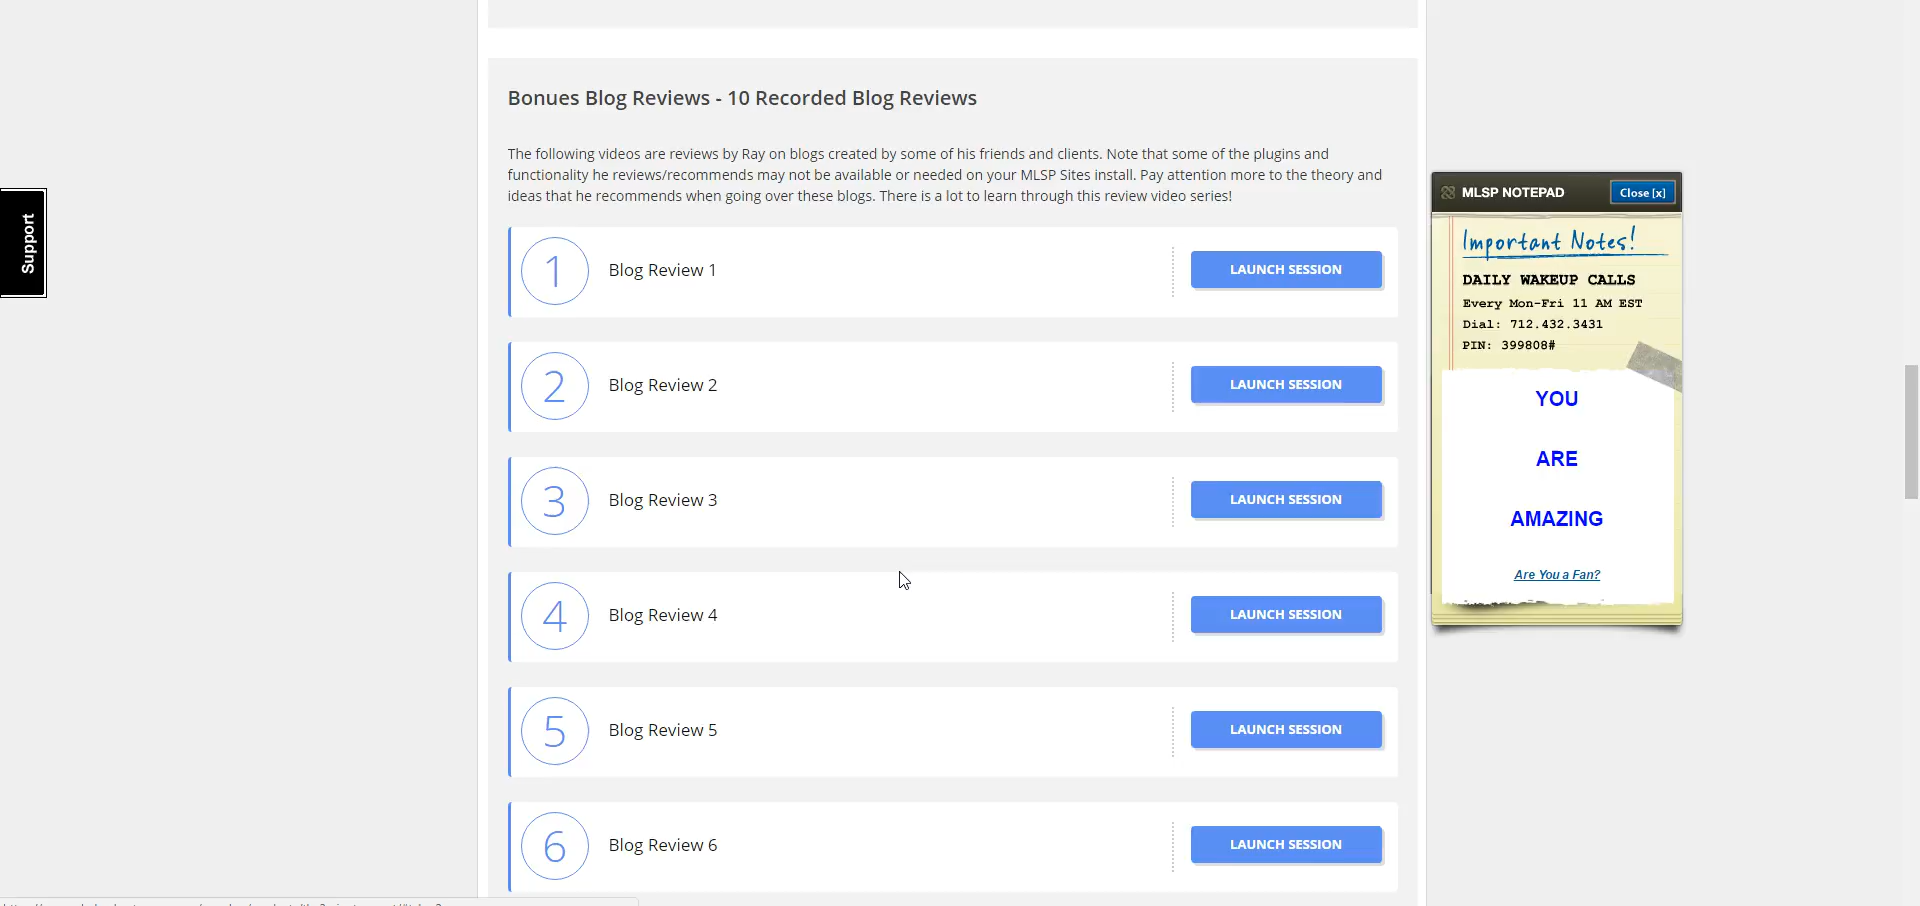 Bonues Blog Reviews - 10 Recorded Blog Reviews
The following videos are reviews by Ray on blogs created by some of his friends and clients. Note that some of the plugins and
functionality he reviews/recommends may not be available or needed on your MLSP Sites install. Pay attention more to the theory and
ideas that he recommends when going over these blogs. There is a lot to learn through this review video series!
1 Blog Review 1 LAUNCH SESSION
2 Blog Review 2 LAUNCH SESSION
3 Blog Review 3 LAUNCH SESSION
4 Blog Review 4 LAUNCH SESSION
5 Blog Review 5 LAUNCH SESSION
6 Blog Review 6 LAUNCH SESSION
Support
MLSP NOTEPAD Close [x]
Important Notes!
DAILY WAKEUP CALLS
Every Mon-Fri 11 AM EST
Dial: 712.432.3431
PIN: 399808#
YOU
ARE
AMAZING
Are You a Fan?